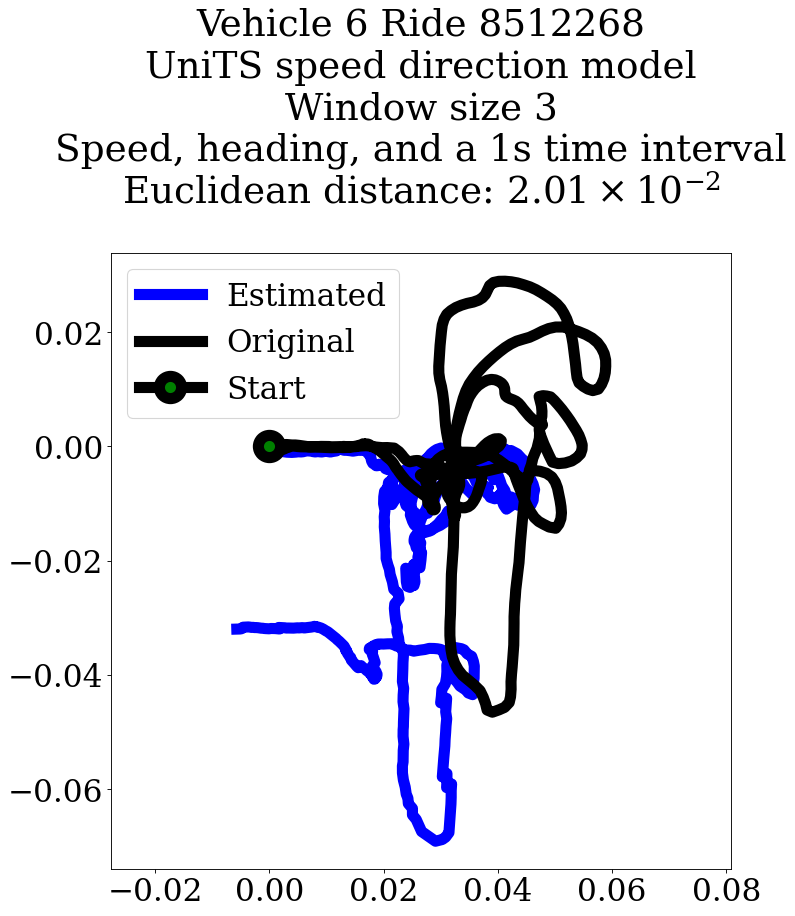 Vehicle 6 Ride 8512268
UniTS speed direction model
Window size 3
Speed, heading, and a 1s time interval
Euclidean distance: 2.01 × 10⁻²
Estimated
Original
Start
0.02
0.00
−0.02
−0.04
−0.06
−0.02 0.00 0.02 0.04 0.06 0.08